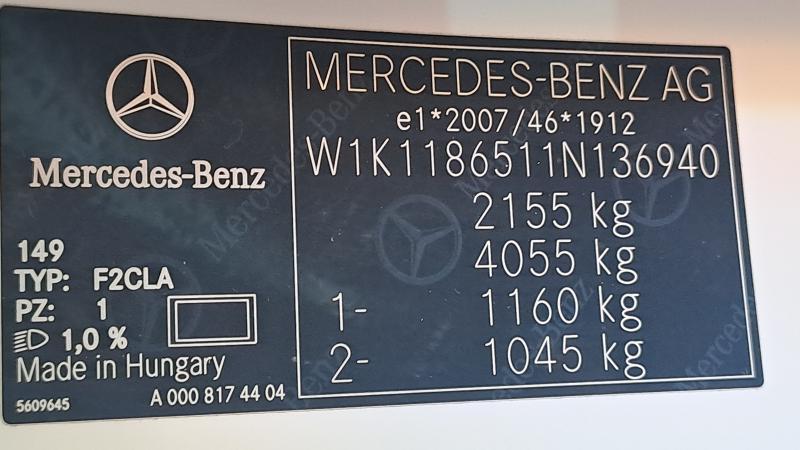 Mercedes-Benz
149
TYP: F2CLA
PZ: 1
1,0 %
Made in Hungary
5609645 A 000 817 44 04
MERCEDES-BENZ AG
e1*2007/46*1912
W1K1186511N136940
2155 kg
4055 kg
1- 1160 kg
2- 1045 kg